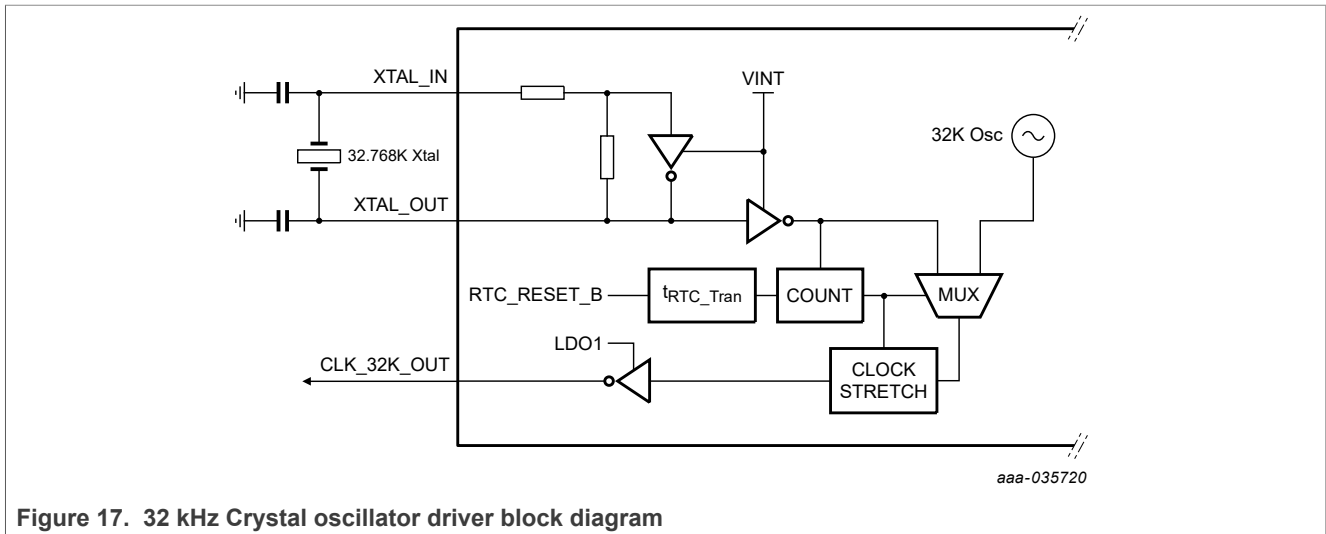 XTAL_IN
VINT
32K Osc
32.768K Xtal
XTAL_OUT
RTC_RESET_B
tRTC_Tran
COUNT
MUX
LDO1
CLK_32K_OUT
CLOCK
STRETCH
aaa-035720
Figure 17. 32 kHz Crystal oscillator driver block diagram